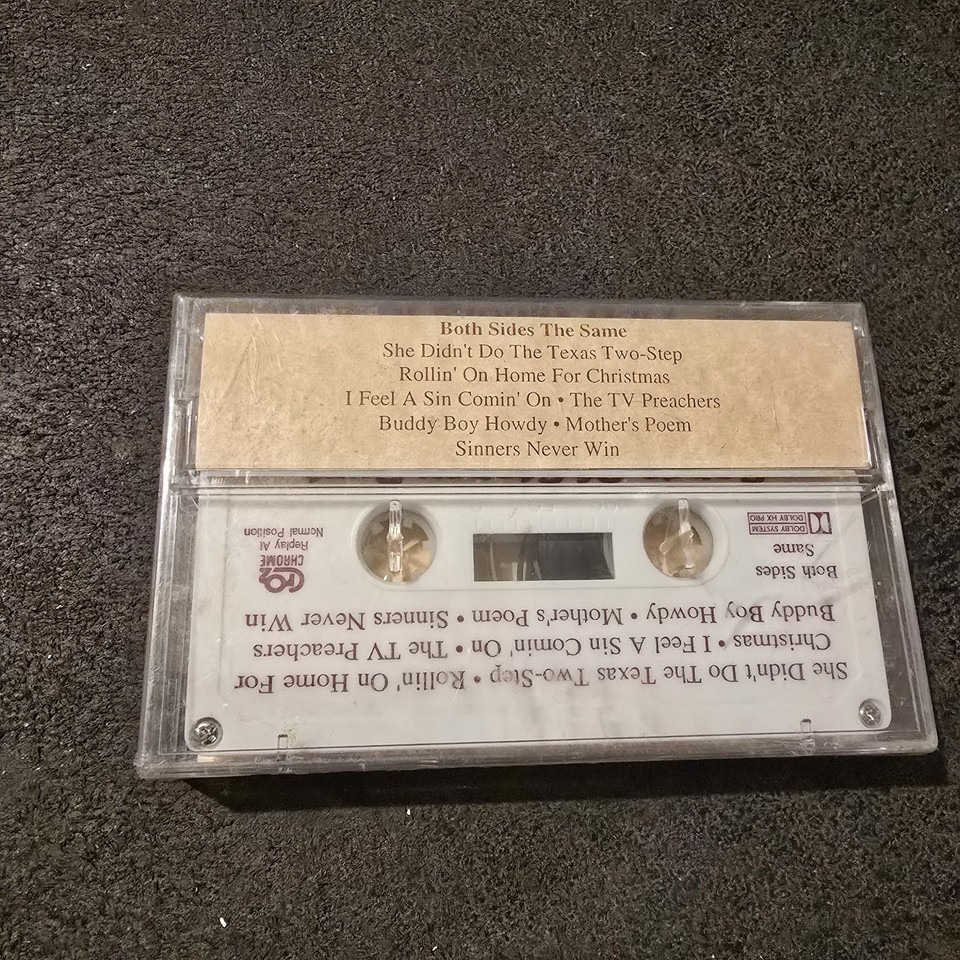 Both Sides The Same
She Didn't Do The Texas Two-Step
Rollin' On Home For Christmas
I Feel A Sin Comin' On • The TV Preachers
Buddy Boy Howdy • Mother's Poem
Sinners Never Win
She Didn't Do The Texas Two-Step • Rollin' On Home For
Christmas • I Feel A Sin Comin' On • The TV Preachers
Buddy Boy Howdy • Mother's Poem • Sinners Never Win
Both Sides
Same
DOLBY SYSTEM
DOLBY HX PRO
CHROME
Replay At
Normal Position